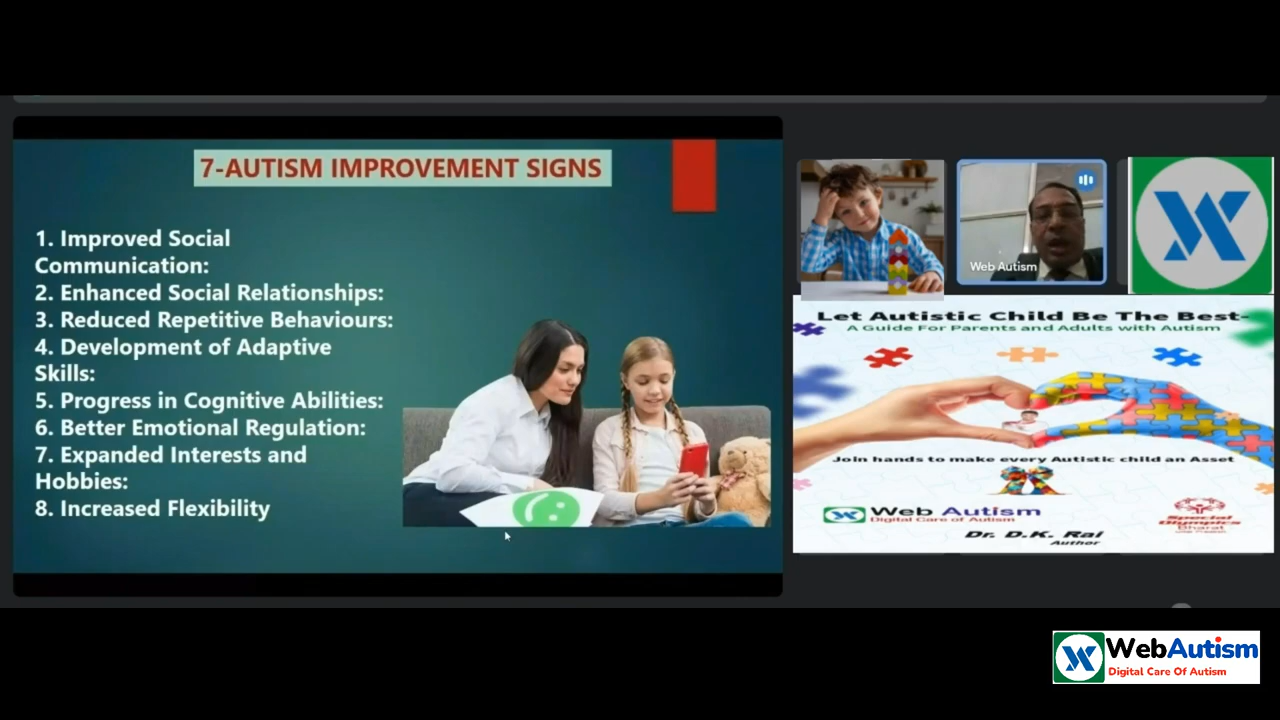 7-AUTISM IMPROVEMENT SIGNS
1. Improved Social
Communication:
2. Enhanced Social Relationships:
3. Reduced Repetitive Behaviours:
4. Development of Adaptive
Skills:
5. Progress in Cognitive Abilities:
6. Better Emotional Regulation:
7. Expanded Interests and
Hobbies:
8. Increased Flexibility
Web Autism
Let Autistic Child Be The Best-
A Guide For Parents and Adults with Autism
Join hands to make every Autistic child an Asset
Web Autism
Digital Care of Autism
Special
Olympics
Bharat
Dr. D.K. Rai
Author
WebAutism
Digital Care Of Autism